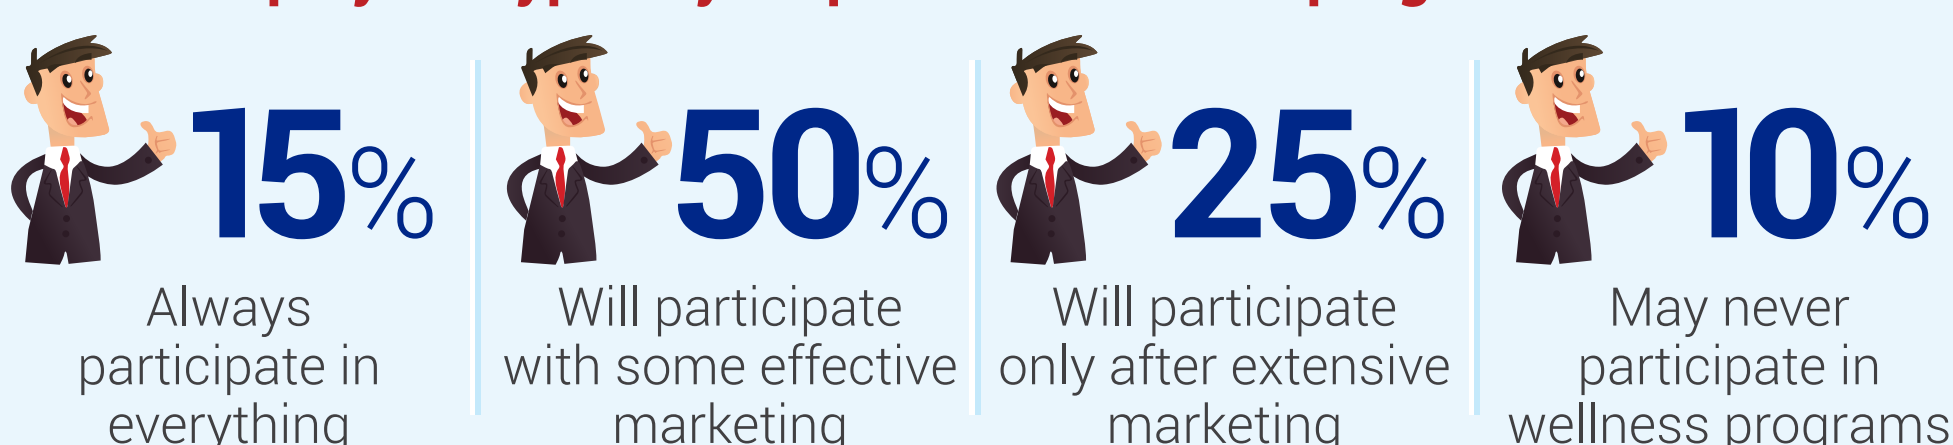 15%
Always
participate in
everything
50%
Will participate
with some effective
marketing
25%
Will participate
only after extensive
marketing
10%
May never
participate in
wellness programs